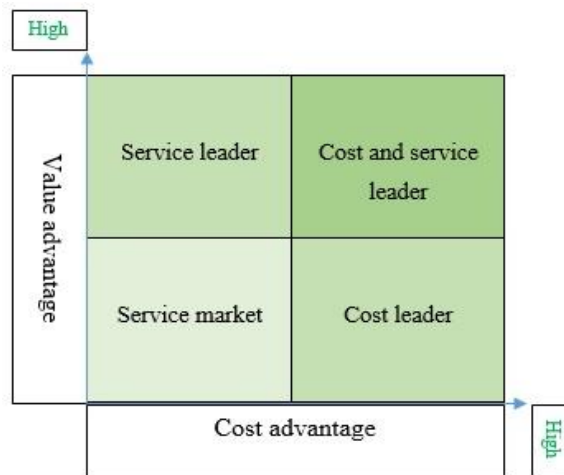 High
Value advantage
Service leader
Cost and service
leader
Service market
Cost leader
Cost advantage
High